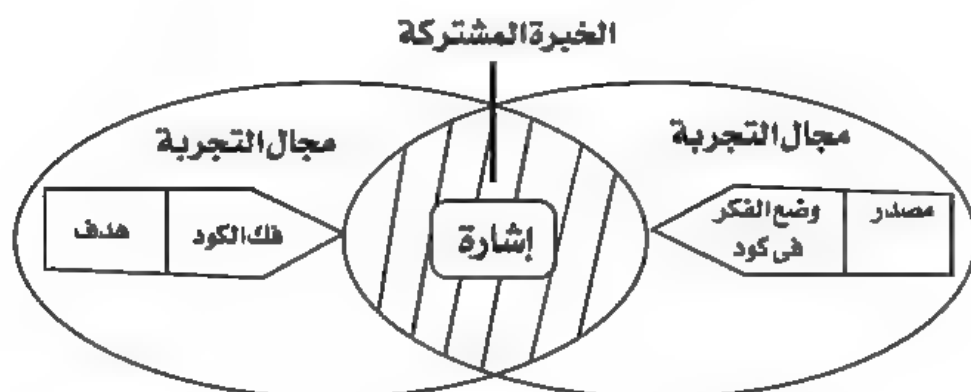 الخبرة المشتركة
مجال التجربة
مجال التجربة
مصدر
وضع الفكر
فى كود
إشارة
فك الكود
هدف